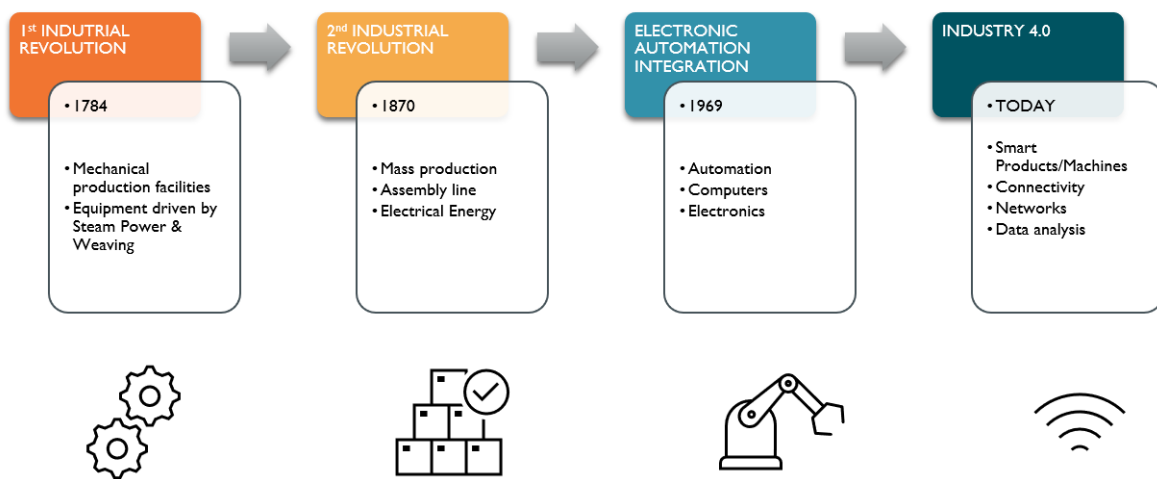 1st INDUTRIAL
REVOLUTION
• 1784
• Mechanical
production facilities
• Equipment driven by
Steam Power &
Weaving
2nd INDUSTRIAL
REVOLUTION
• 1870
• Mass production
• Assembly line
• Electrical Energy
ELECTRONIC
AUTOMATION
INTEGRATION
• 1969
• Automation
• Computers
• Electronics
INDUSTRY 4.0
• TODAY
• Smart
Products/Machines
• Connectivity
• Networks
• Data analysis